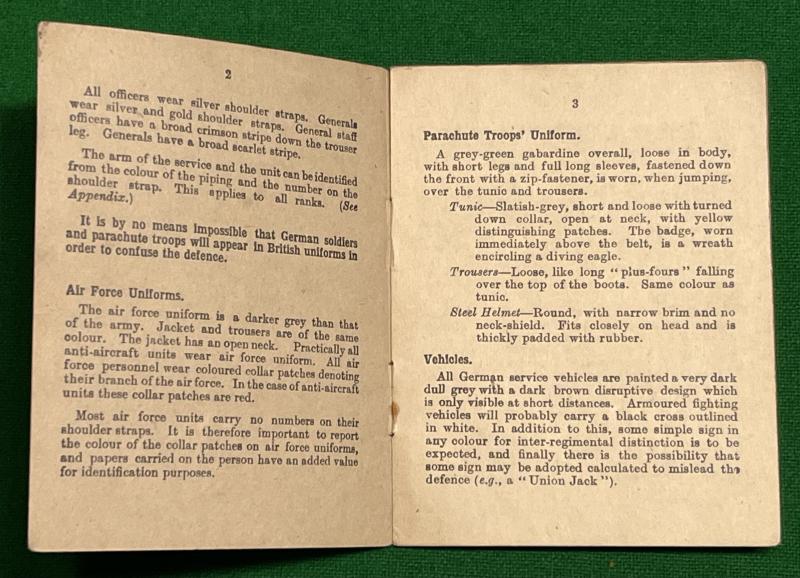 2
All officers wear silver shoulder straps. Generals
wear silver and gold shoulder straps. General staff
officers have a broad crimson stripe down the trouser
leg. Generals have a broad scarlet stripe.
The arm of the service and the unit can be identified
from the colour of the piping and the number on the
shoulder strap. This applies to all ranks. (See
Appendix.)
It is by no means impossible that German soldiers
and parachute troops will appear in British uniforms in
order to confuse the defence.
Air Force Uniforms.
The air force uniform is a darker grey than that
of the army. Jacket and trousers are of the same
colour. The jacket has an open neck. Practically all
anti-aircraft units wear air force uniform. All air
force personnel wear coloured collar patches denoting
their branch of the air force. In the case of anti-aircraft
units these collar patches are red.
Most air force units carry no numbers on their
shoulder straps. It is therefore important to report
the colour of the collar patches on air force uniforms,
and papers carried on the person have an added value
for identification purposes.
3
Parachute Troops' Uniform.
A grey-green gabardine overall, loose in body,
with short legs and full long sleeves, fastened down
the front with a zip-fastener, is worn, when jumping,
over the tunic and trousers.
Tunic—Slatish-grey, short and loose with turned
down collar, open at neck, with yellow
distinguishing patches. The badge, worn
immediately above the belt, is a wreath
encircling a diving eagle.
Trousers—Loose, like long "plus-fours" falling
over the top of the boots. Same colour as
tunic.
Steel Helmet—Round, with narrow brim and no
neck-shield. Fits closely on head and is
thickly padded with rubber.
Vehicles.
All German service vehicles are painted a very dark
dull grey with a dark brown disruptive design which
is only visible at short distances. Armoured fighting
vehicles will probably carry a black cross outlined
in white. In addition to this, some simple sign in
any colour for inter-regimental distinction is to be
expected, and finally there is the possibility that
some sign may be adopted calculated to mislead the
defence (e.g., a "Union Jack").